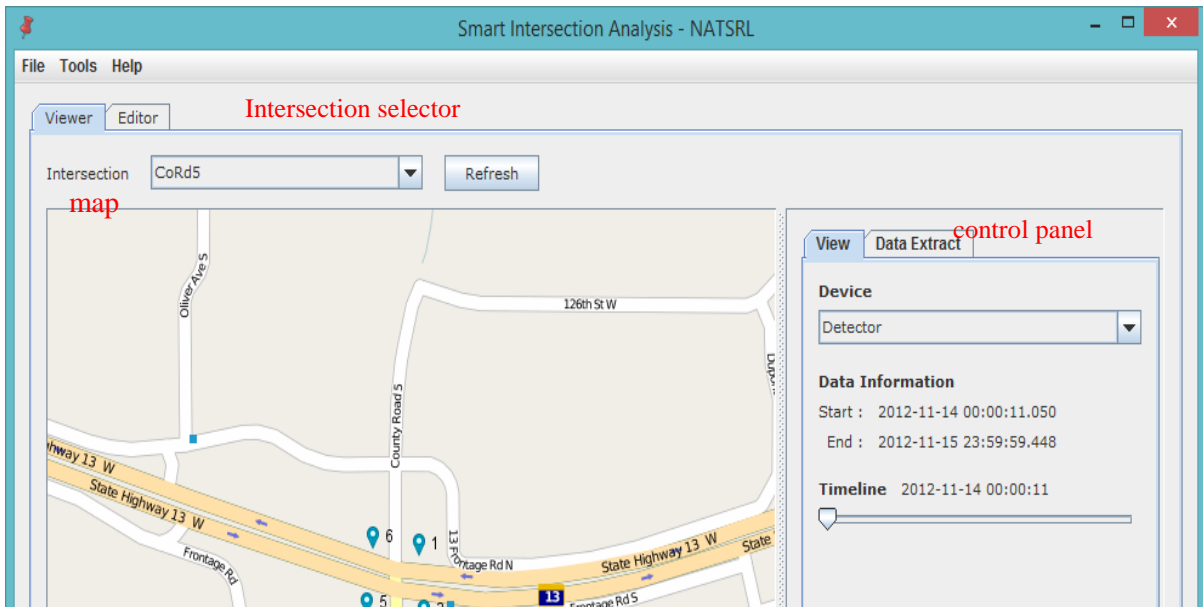 Smart Intersection Analysis - NATSRL
File Tools Help
Viewer Editor
Intersection selector
Intersection CoRd5 Refresh
map
control panel
View Data Extract
Device
Detector
Data Information
Start : 2012-11-14 00:00:11.050
End : 2012-11-15 23:59:59.448
Timeline 2012-11-14 00:00:11
Oliver Ave S
126th St W
County Road 5
13 W
State Highway 13 W
Frontage Rd
6
1
13 Frontage Rd N
State Highway 13 W
State
5
13
Frontage Rd S